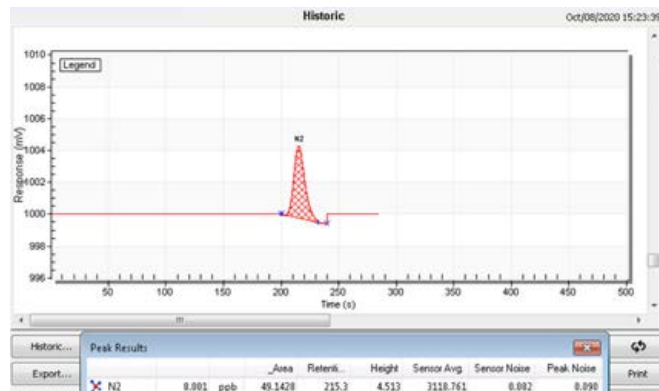 Historic
Oct/08/2020 15:23:39
1010
Legend
1008
1006
1004
N2
1002
1000
998
996
Response (mV)
50 100 150 200 250 300 350 400 450 500
Time (s)
Historic...
Export...
Print
Peak Results
_Area Retenti... Height Sensor Avg Sensor Noise Peak Noise
N2 0.001 ppb 49.1428 215.3 4.513 3118.761 0.082 0.090